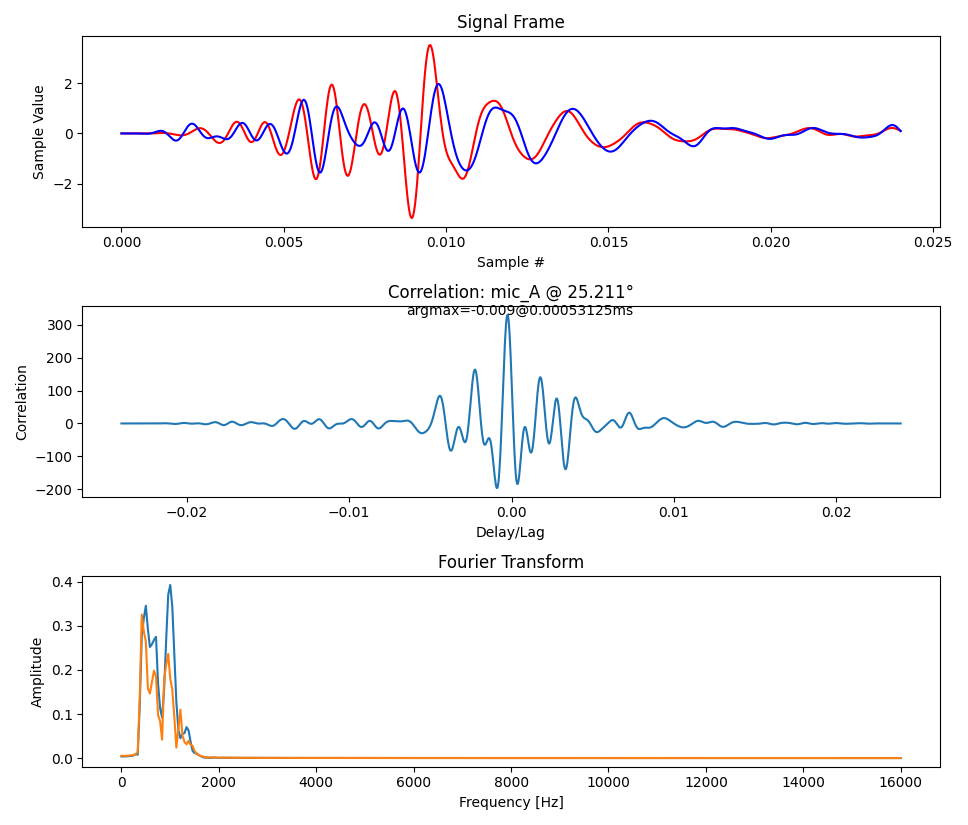 Signal Frame
Sample Value
2
0
−2
0.000 0.005 0.010 0.015 0.020 0.025
Sample #
Correlation: mic_A @ 25.211°
argmax=-0.009@0.00053125ms
Correlation
300
200
100
0
−100
−200
−0.02 −0.01 0.00 0.01 0.02
Delay/Lag
Fourier Transform
Amplitude
0.4
0.3
0.2
0.1
0.0
0 2000 4000 6000 8000 10000 12000 14000 16000
Frequency [Hz]